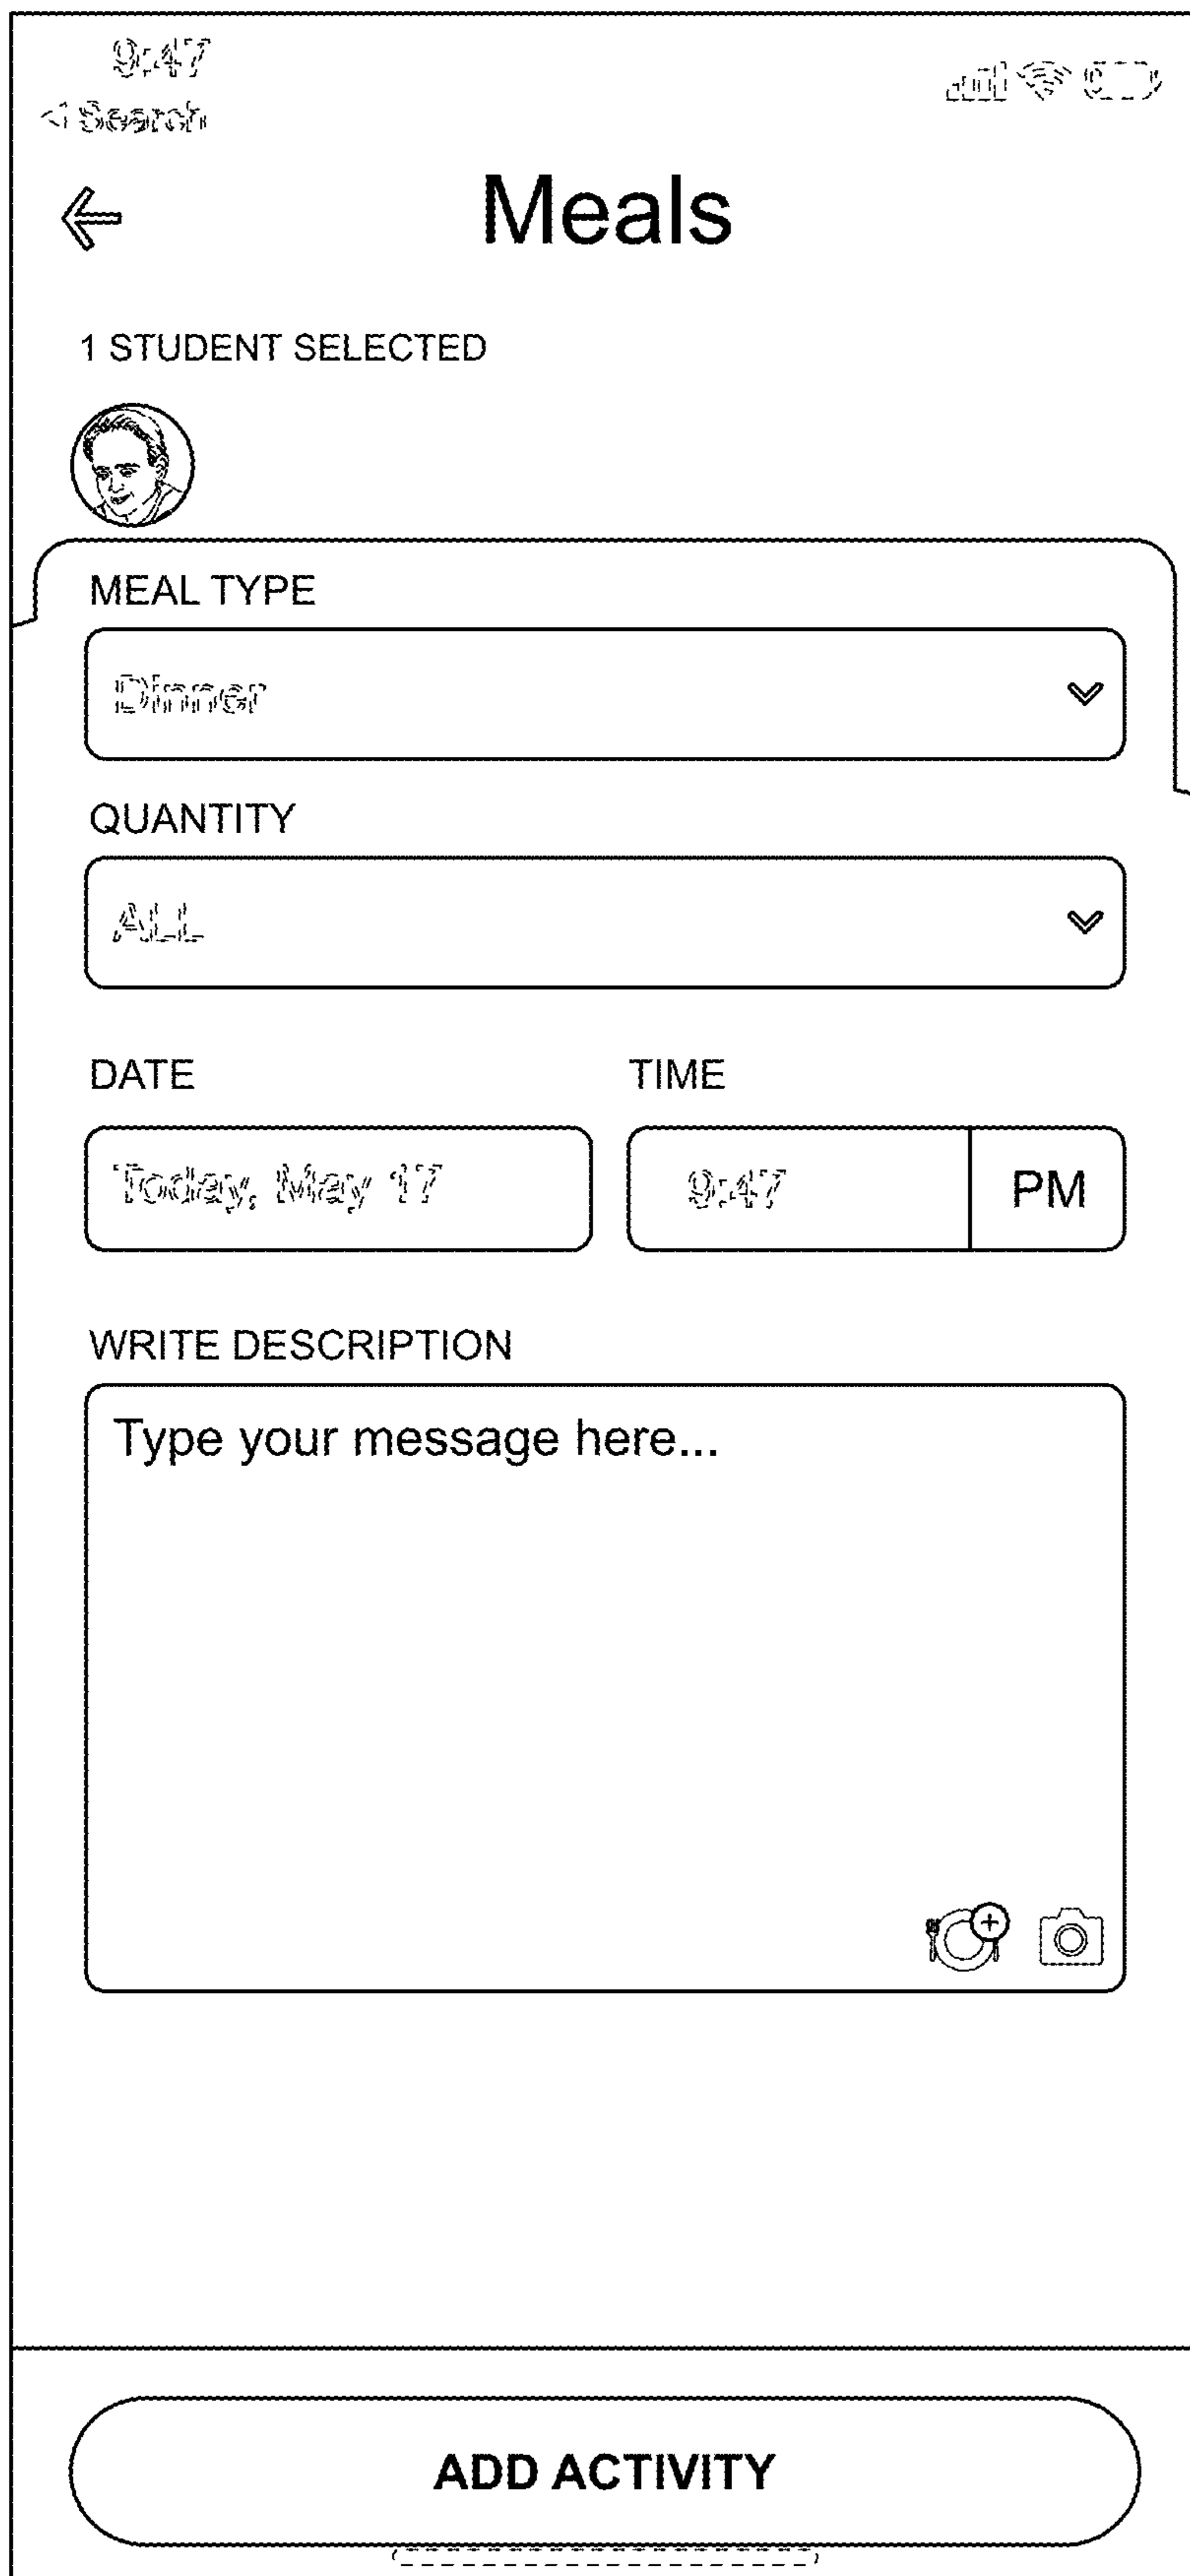 9:47
Search
Meals
1 STUDENT SELECTED
MEAL TYPE
Dinner
QUANTITY
ALL
DATE TIME
Today, May 17 9:47 PM
WRITE DESCRIPTION
Type your message here...
ADD ACTIVITY